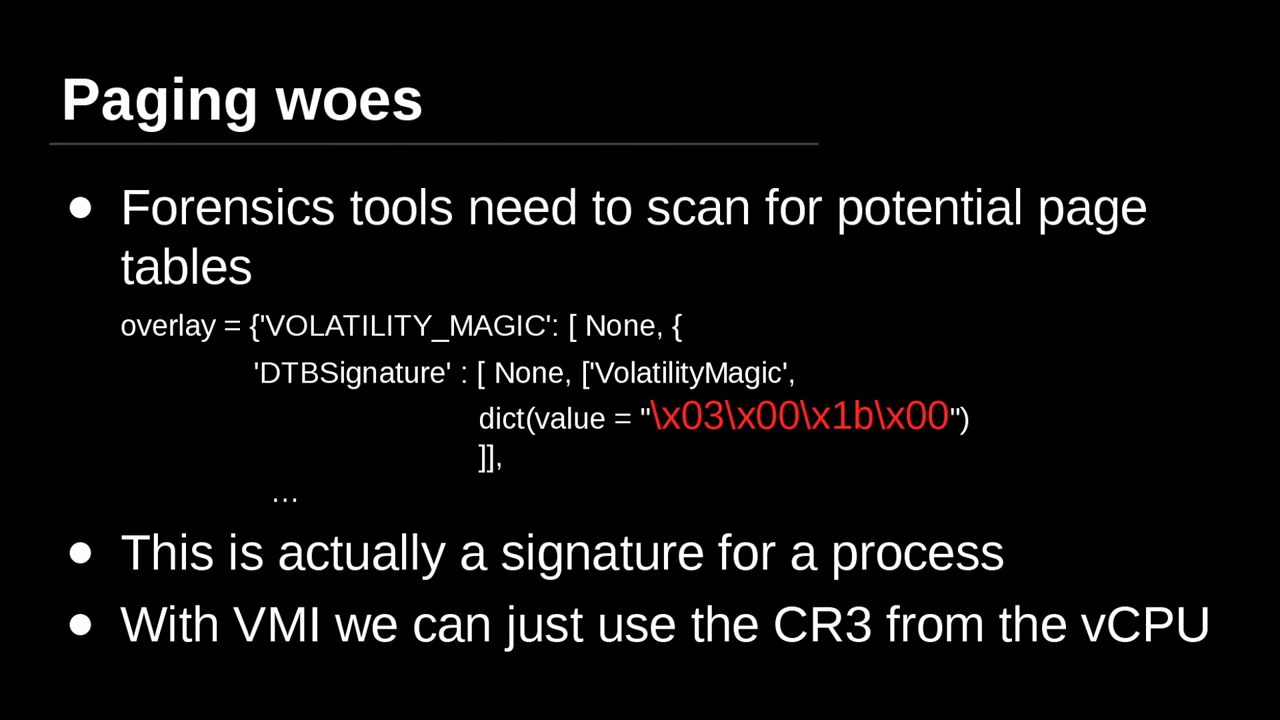 Paging woes
● Forensics tools need to scan for potential page
tables
overlay = {'VOLATILITY_MAGIC': [ None, {
'DTBSignature' : [ None, ['VolatilityMagic',
dict(value = "\x03\x00\x1b\x00")
]],
…
● This is actually a signature for a process
● With VMI we can just use the CR3 from the vCPU